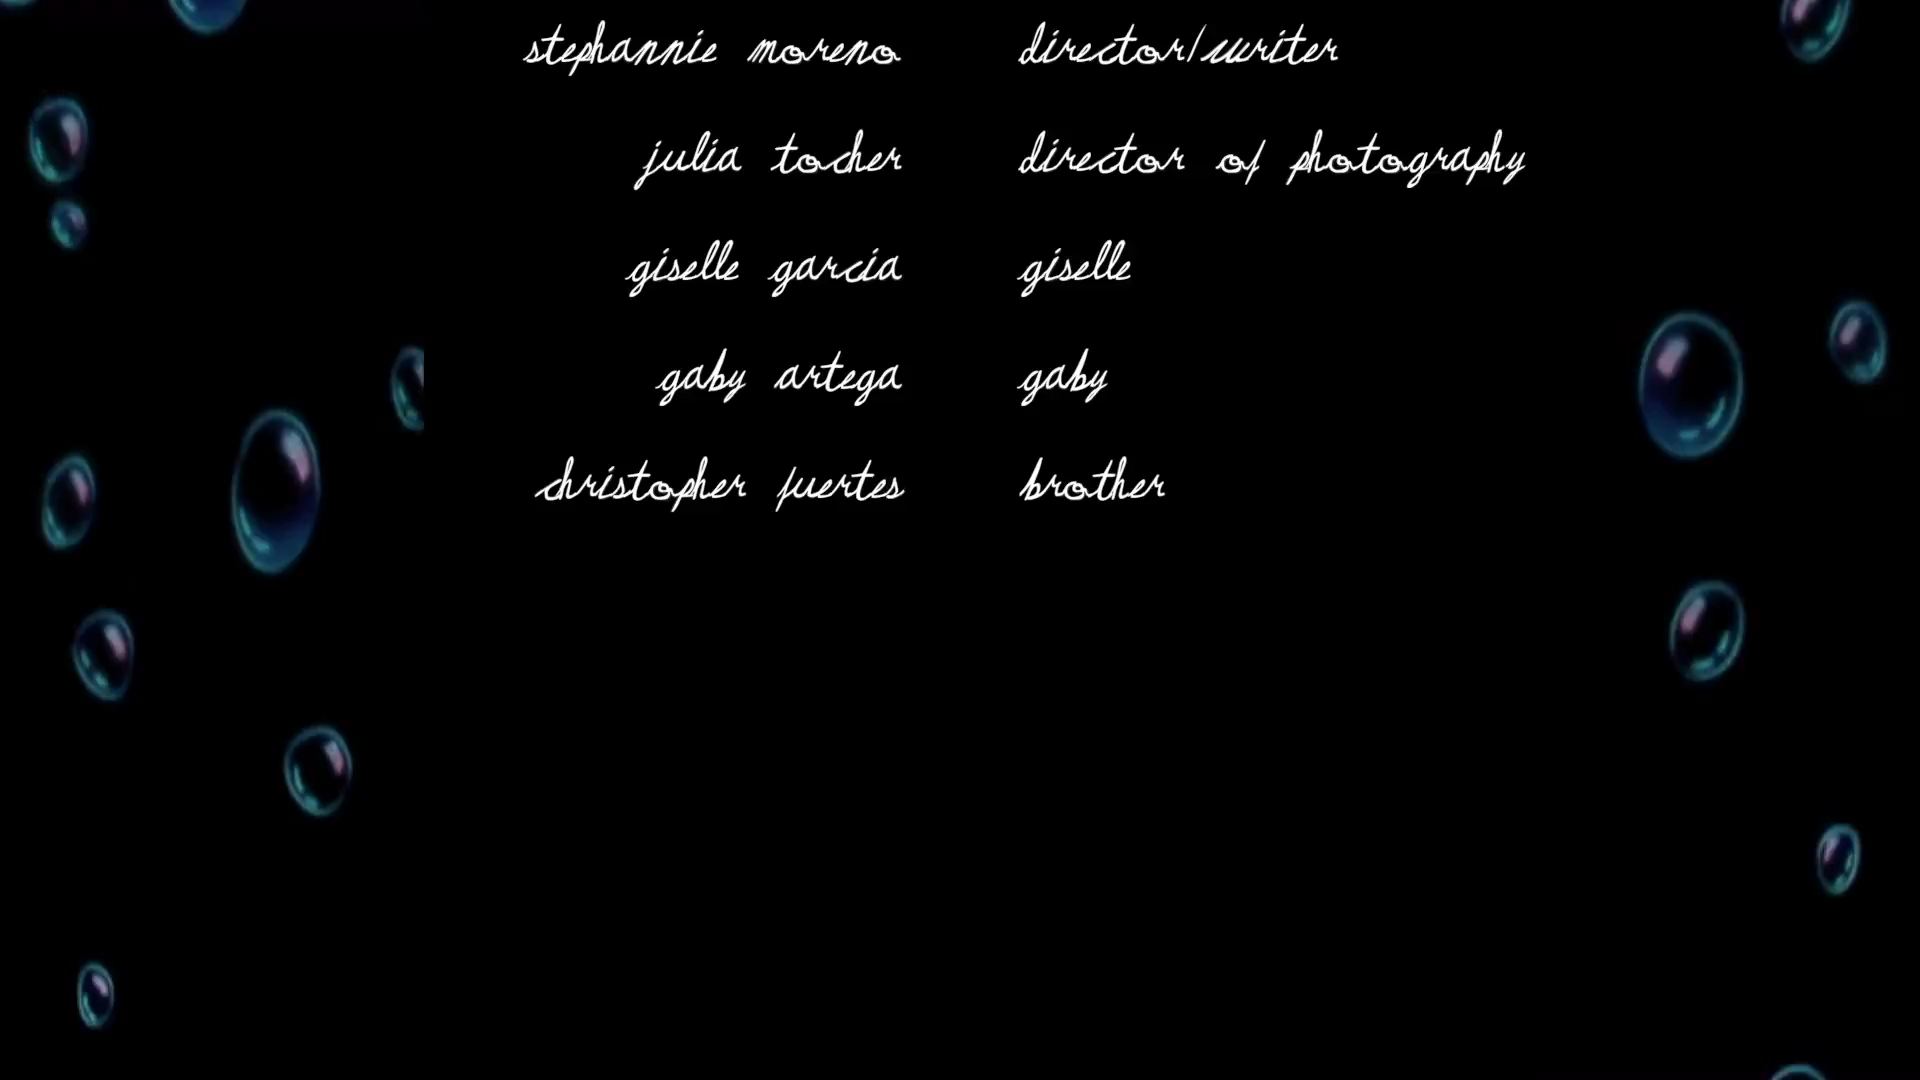 stephannie moreno director/writer
julia tocher director of photography
giselle garcia giselle
gaby artega gaby
christopher fuertes brother